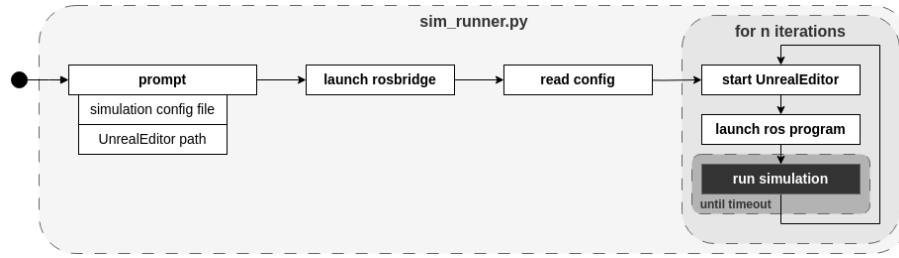 sim_runner.py
for n iterations
prompt
simulation config file
UnrealEditor path
launch rosbridge
read config
start UnrealEditor
launch ros program
run simulation
until timeout